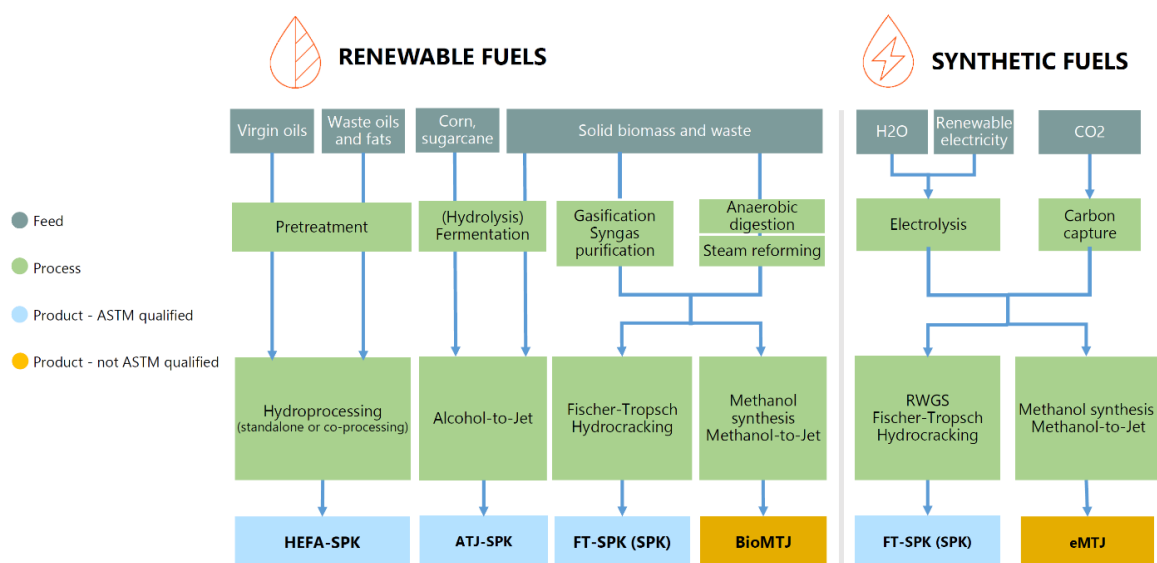 RENEWABLE FUELS
SYNTHETIC FUELS
Virgin oils
Waste oils
and fats
Corn,
sugarcane
Solid biomass and waste
H2O
Renewable
electricity
CO2
Feed
Process
Product - ASTM qualified
Product - not ASTM qualified
Pretreatment
(Hydrolysis)
Fermentation
Gasification
Syngas
purification
Anaerobic
digestion
Steam reforming
Electrolysis
Carbon
capture
Hydroprocessing
(standalone or co-processing)
Alcohol-to-Jet
Fischer-Tropsch
Hydrocracking
Methanol
synthesis
Methanol-to-Jet
RWGS
Fischer-Tropsch
Hydrocracking
Methanol synthesis
Methanol-to-Jet
HEFA-SPK
ATJ-SPK
FT-SPK (SPK)
BioMTJ
FT-SPK (SPK)
eMTJ